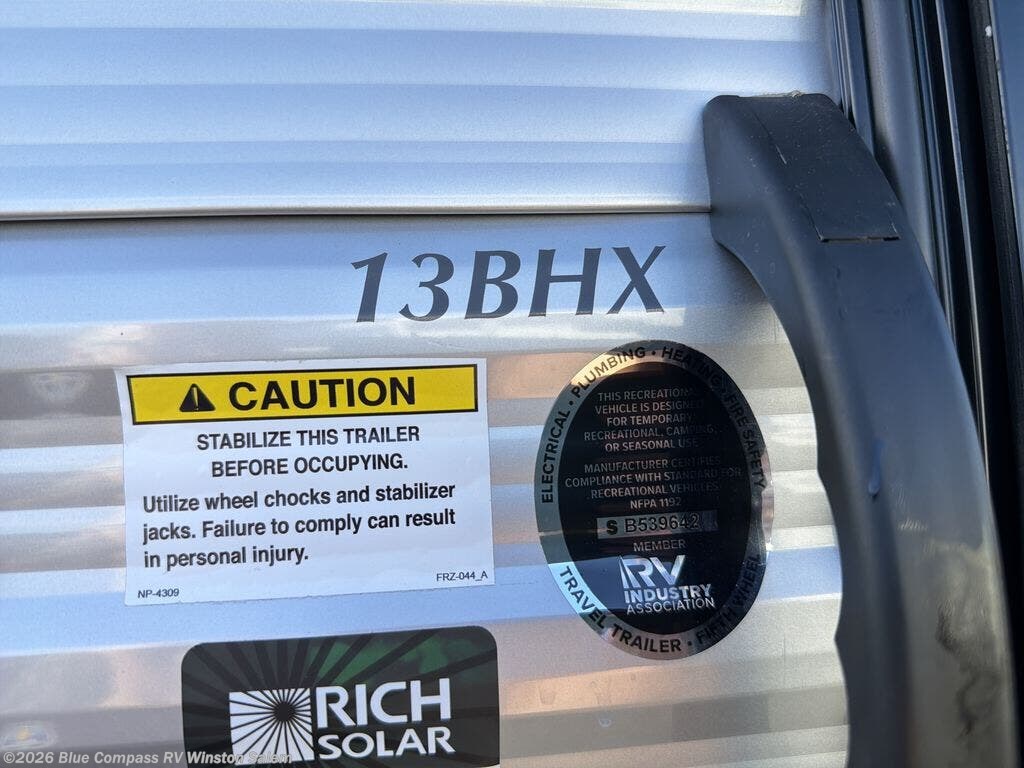 13BHX
CAUTION
STABILIZE THIS TRAILER
BEFORE OCCUPYING.
Utilize wheel chocks and stabilizer
jacks. Failure to comply can result
in personal injury.
NP-4309
FRZ-044_A
ELECTRICAL • PLUMBING • HEATING • FIRE SAFETY
THIS RECREATIONAL
VEHICLE IS DESIGNED
FOR TEMPORARY
RECREATIONAL, CAMPING,
OR SEASONAL USE
MANUFACTURER CERTIFIES
COMPLIANCE WITH STANDARD FOR
RECREATIONAL VEHICLES
NFPA 1192
S B539642
MEMBER
RV
INDUSTRY
ASSOCIATION
TRAVEL TRAILER • FIFTH WHEEL
RICH
SOLAR
©2026 Blue Compass RV Winston Salem